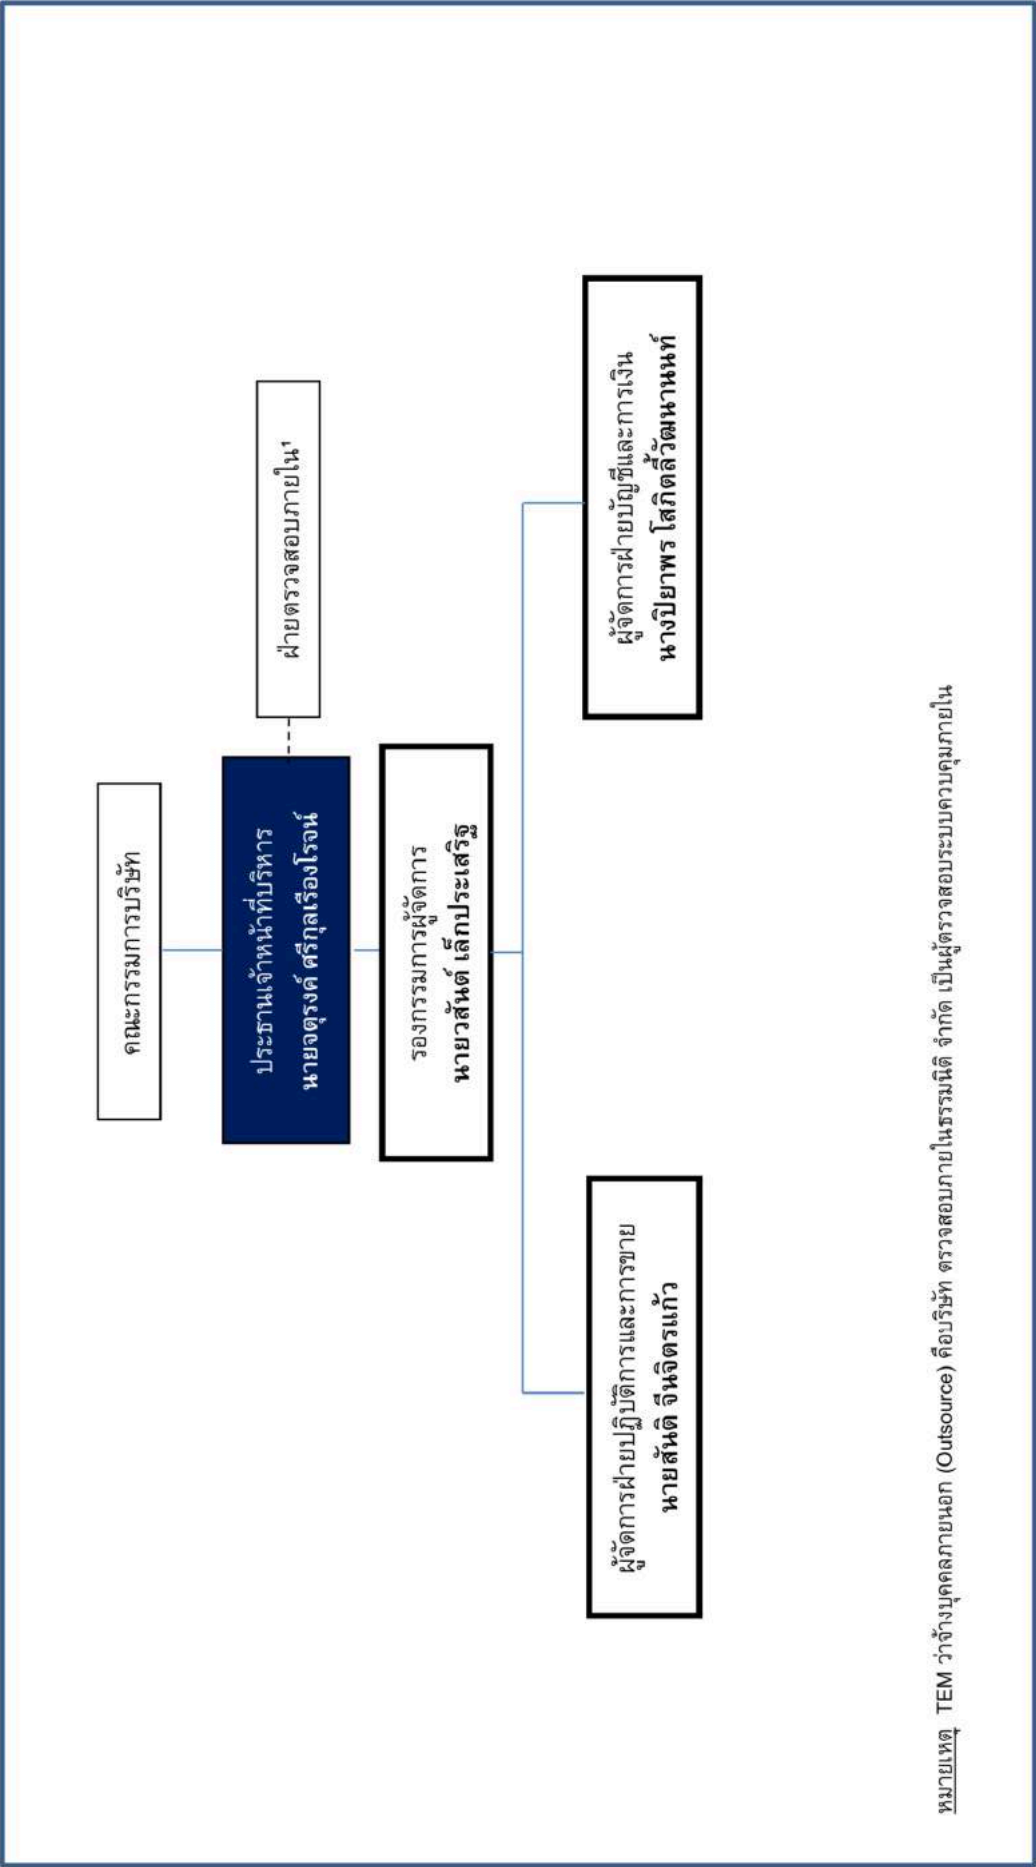 คณะกรรมการบริษัท
ประธานเจ้าหน้าที่บริหาร
นายจตุรงค์ ศรีกุลเรืองโรจน์
ฝ่ายตรวจสอบภายใน¹
รองกรรมการผู้จัดการ
นายวสันต์ เล็กประเสริฐ
ผู้จัดการฝ่ายปฏิบัติการและการขาย
นายสันติ จีนจิตรแก้ว
ผู้จัดการฝ่ายบัญชีและการเงิน
นางปิยาพร โสภิตลี้วัฒนานนท์
หมายเหตุ TEM ว่าจ้างบุคคลภายนอก (Outsource) คือบริษัท ตรวจสอบภายในธรรมนิติ จำกัด เป็นผู้ตรวจสอบระบบควบคุมภายใน